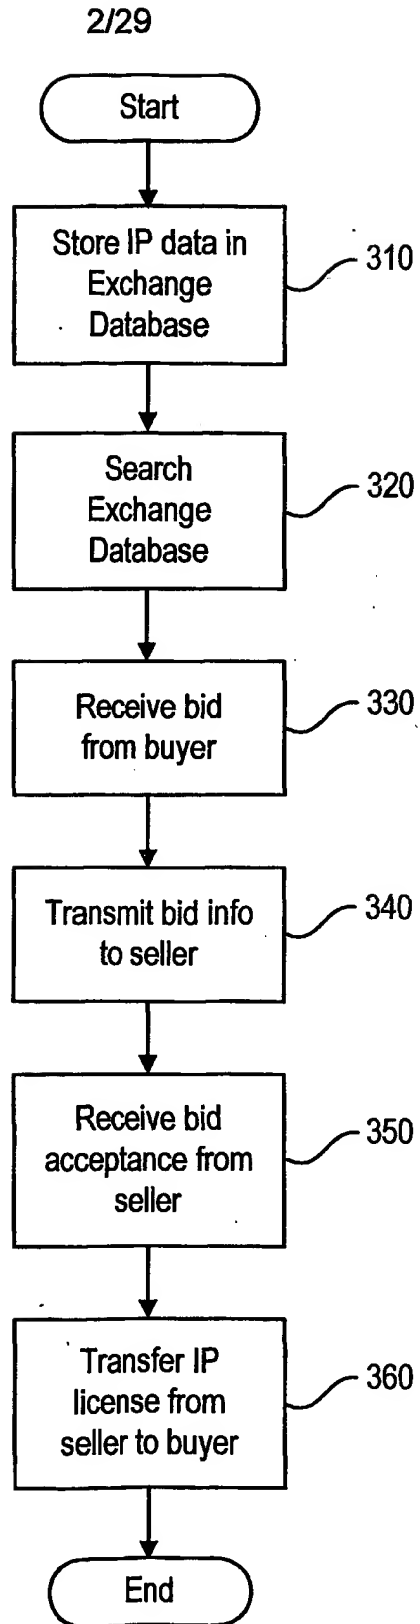 2/29
Start
Store IP data in
Exchange
Database
310
Search
Exchange
Database
320
Receive bid
from buyer
330
Transmit bid info
to seller
340
Receive bid
acceptance from
seller
350
Transfer IP
license from
seller to buyer
360
End